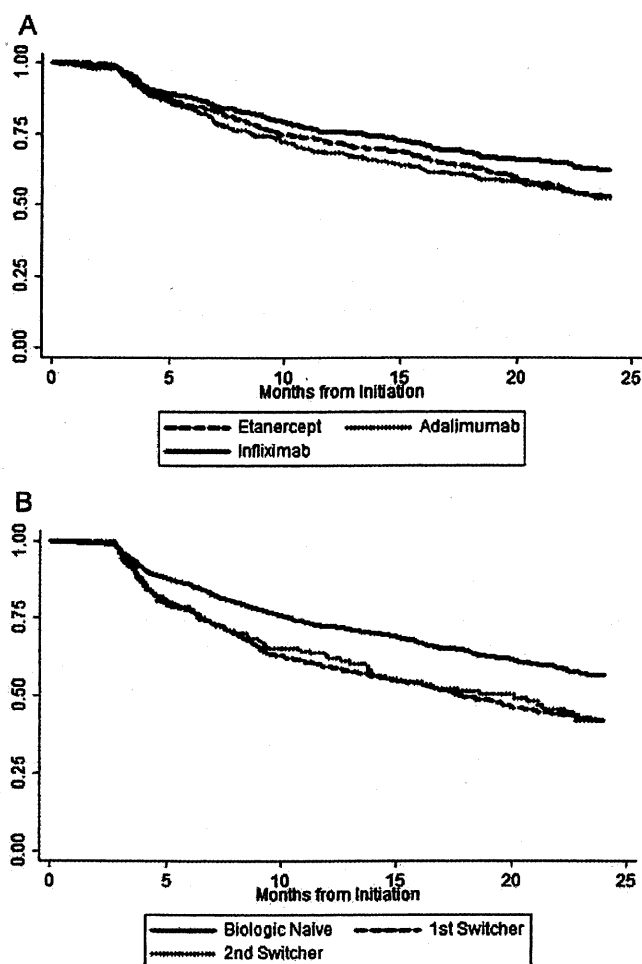 A
1.00
0.75
0.50
0.25
0.00
0 5 10 15 20 25
Months from Initiation
Etanercept Adalimumab
Infliximab
B
1.00
0.75
0.50
0.25
0.00
0 5 10 15 20 25
Months from Initiation
Biologic Naive 1st Switcher
2nd Switcher